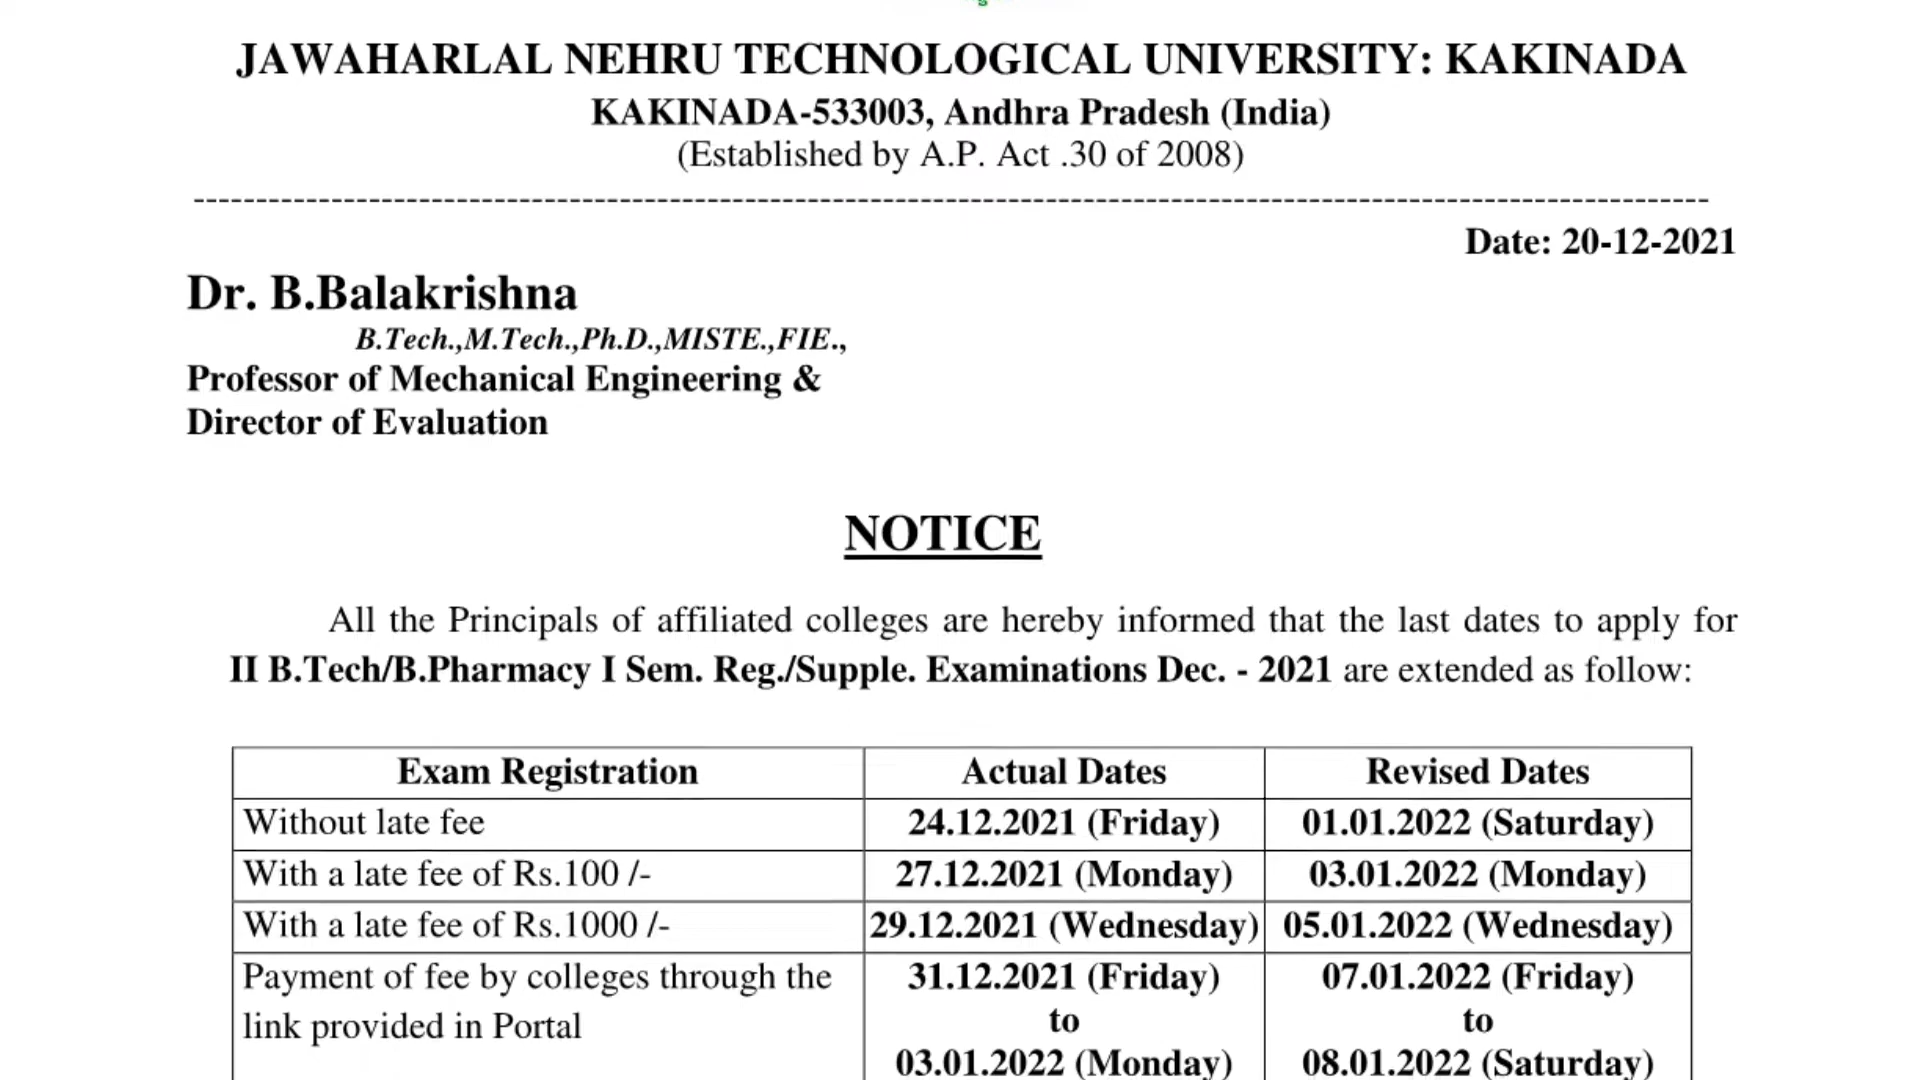 JAWAHARLAL NEHRU TECHNOLOGICAL UNIVERSITY: KAKINADA
KAKINADA-533003, Andhra Pradesh (India)
(Established by A.P. Act .30 of 2008)
Date: 20-12-2021
Dr. B.Balakrishna
B.Tech.,M.Tech.,Ph.D.,MISTE.,FIE.,
Professor of Mechanical Engineering &
Director of Evaluation
NOTICE
All the Principals of affiliated colleges are hereby informed that the last dates to apply for
II B.Tech/B.Pharmacy I Sem. Reg./Supple. Examinations Dec. - 2021 are extended as follow:
Exam Registration Actual Dates Revised Dates
Without late fee 24.12.2021 (Friday) 01.01.2022 (Saturday)
With a late fee of Rs.100 /- 27.12.2021 (Monday) 03.01.2022 (Monday)
With a late fee of Rs.1000 /- 29.12.2021 (Wednesday) 05.01.2022 (Wednesday)
Payment of fee by colleges through the 31.12.2021 (Friday) 07.01.2022 (Friday)
link provided in Portal to to
03.01.2022 (Monday) 08.01.2022 (Saturday)